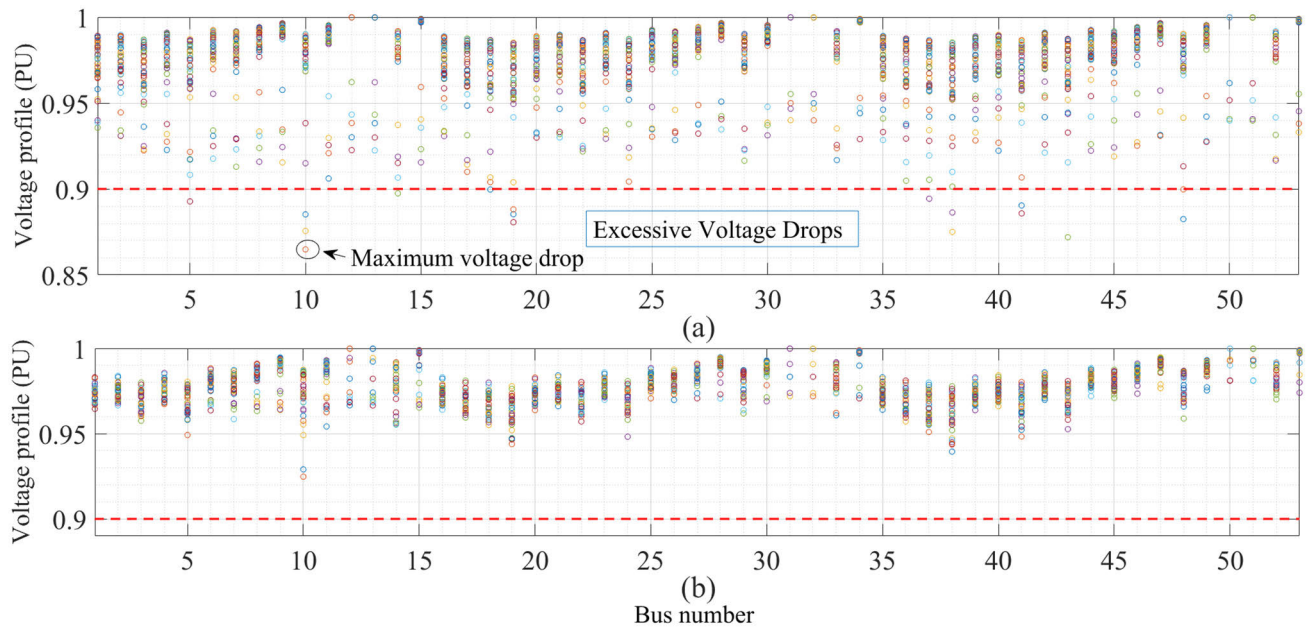 Voltage profile (PU)
1
0.95
0.9
0.85
Excessive Voltage Drops
Maximum voltage drop
5 10 15 20 25 30 35 40 45 50
(a)
Voltage profile (PU)
1
0.95
0.9
5 10 15 20 25 30 35 40 45 50
(b)
Bus number